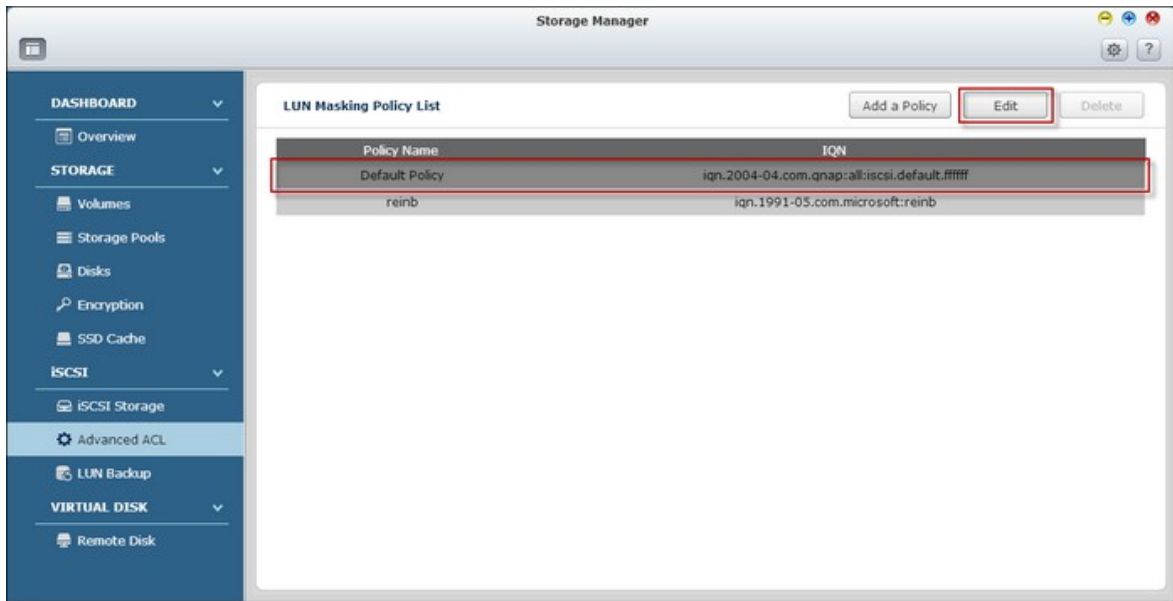 Storage Manager
?
DASHBOARD
Overview
STORAGE
Volumes
Storage Pools
Disks
Encryption
SSD Cache
iSCSI
iSCSI Storage
Advanced ACL
LUN Backup
VIRTUAL DISK
Remote Disk
LUN Masking Policy List
Add a Policy Edit Delete
Policy Name IQN
Default Policy iqn.2004-04.com.qnap:all:iscsi.default.ffffff
reinb iqn.1991-05.com.microsoft:reinb